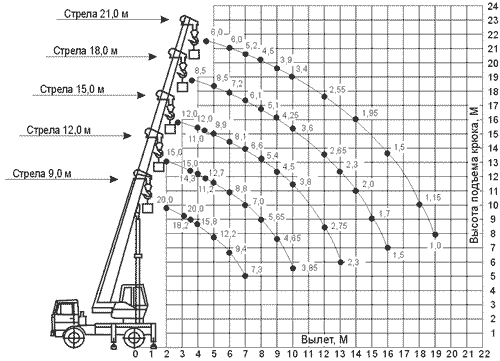 Стрела 21,0 м
Стрела 18,0 м
Стрела 15,0 м
Стрела 12,0 м
Стрела 9,0 м
6,0 6,0 5,2 4,5 3,9 3,4 2,55 1,95 1,5 1,15 1,0
8,5 8,5 7,2 6,1 5,1 4,25 3,6 2,65 2,3 2,0 1,7 1,5
12,0 12,0 11,0 9,9 8,1 6,6 5,4 4,5 3,8 2,75 2,3
15,0 15,0 14,3 12,7 11,2 8,8 7,0 5,65 4,65 3,85
20,0 20,0 18,2 15,8 12,2 9,4 7,3
24
23
22
21
20
19
18
17
16
15
14
13
12
11
10
9
8
7
6
5
4
3
2
1
Высота подъема крюка, М
Вылет, М
0 1 2 3 4 5 6 7 8 9 10 11 12 13 14 15 16 17 18 19 20 21 22